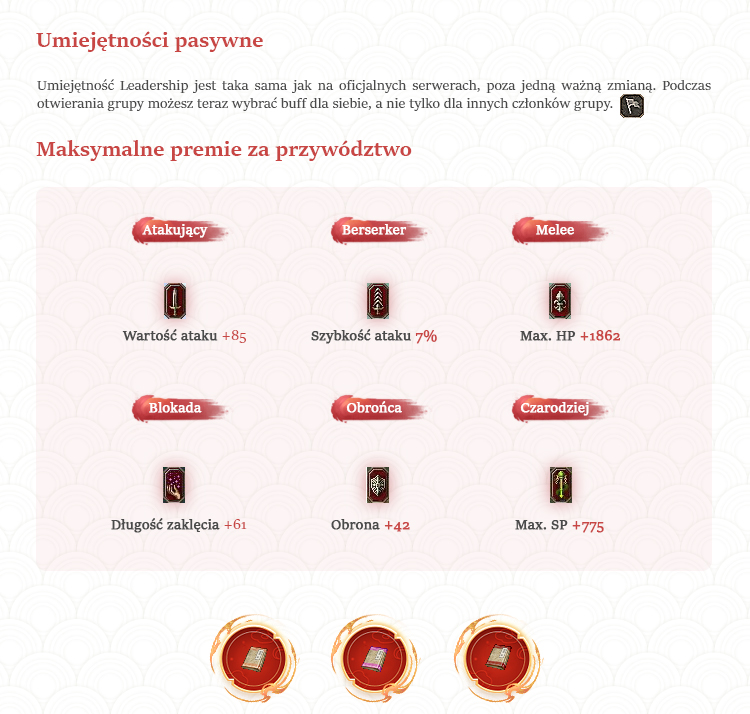 Umiejętności pasywne
Umiejętność Leadership jest taka sama jak na oficjalnych serwerach, poza jedną ważną zmianą. Podczas
otwierania grupy możesz teraz wybrać buff dla siebie, a nie tylko dla innych członków grupy.
Maksymalne premie za przywództwo
Atakujący
Berserker
Melee
Wartość ataku +85
Szybkość ataku 7%
Max. HP +1862
Blokada
Obrońca
Czarodziej
Długość zaklęcia +61
Obrona +42
Max. SP +775